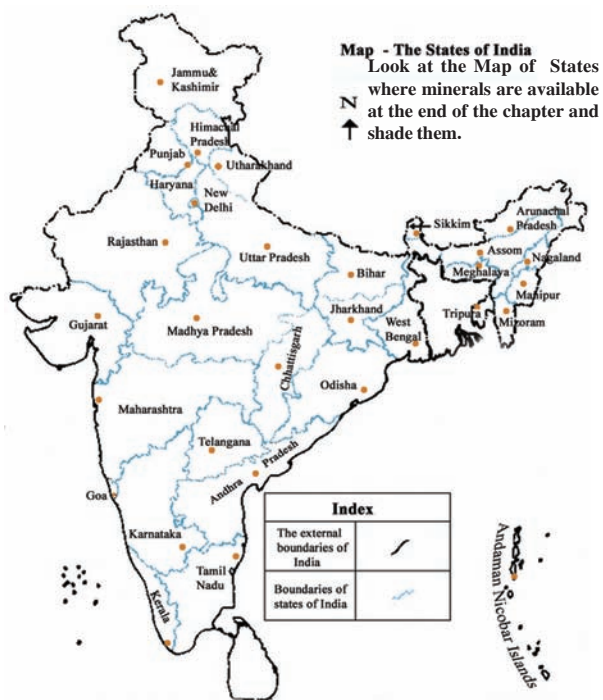 Map - The States of India
Look at the Map of States
where minerals are available
at the end of the chapter and
shade them.
N
Jammu&
Kashimir
Himachal
Pradesh
Punjab
Utharakhand
Haryana
New
Delhi
Rajasthan
Uttar Pradesh
Sikkim
Arunachal
Pradesh
Assom
Nagaland
Meghalaya
Manipur
Bihar
Gujarat
Madhya Pradesh
Jharkhand
West
Bengal
Tripura
Mizoram
Chhattisgarh
Odisha
Maharashtra
Telangana
Andhra Pradesh
Goa
Karnataka
Tamil
Nadu
Kerala
Index
The external
boundaries of
India
Boundaries of
states of India
Andaman Nicobar Islands